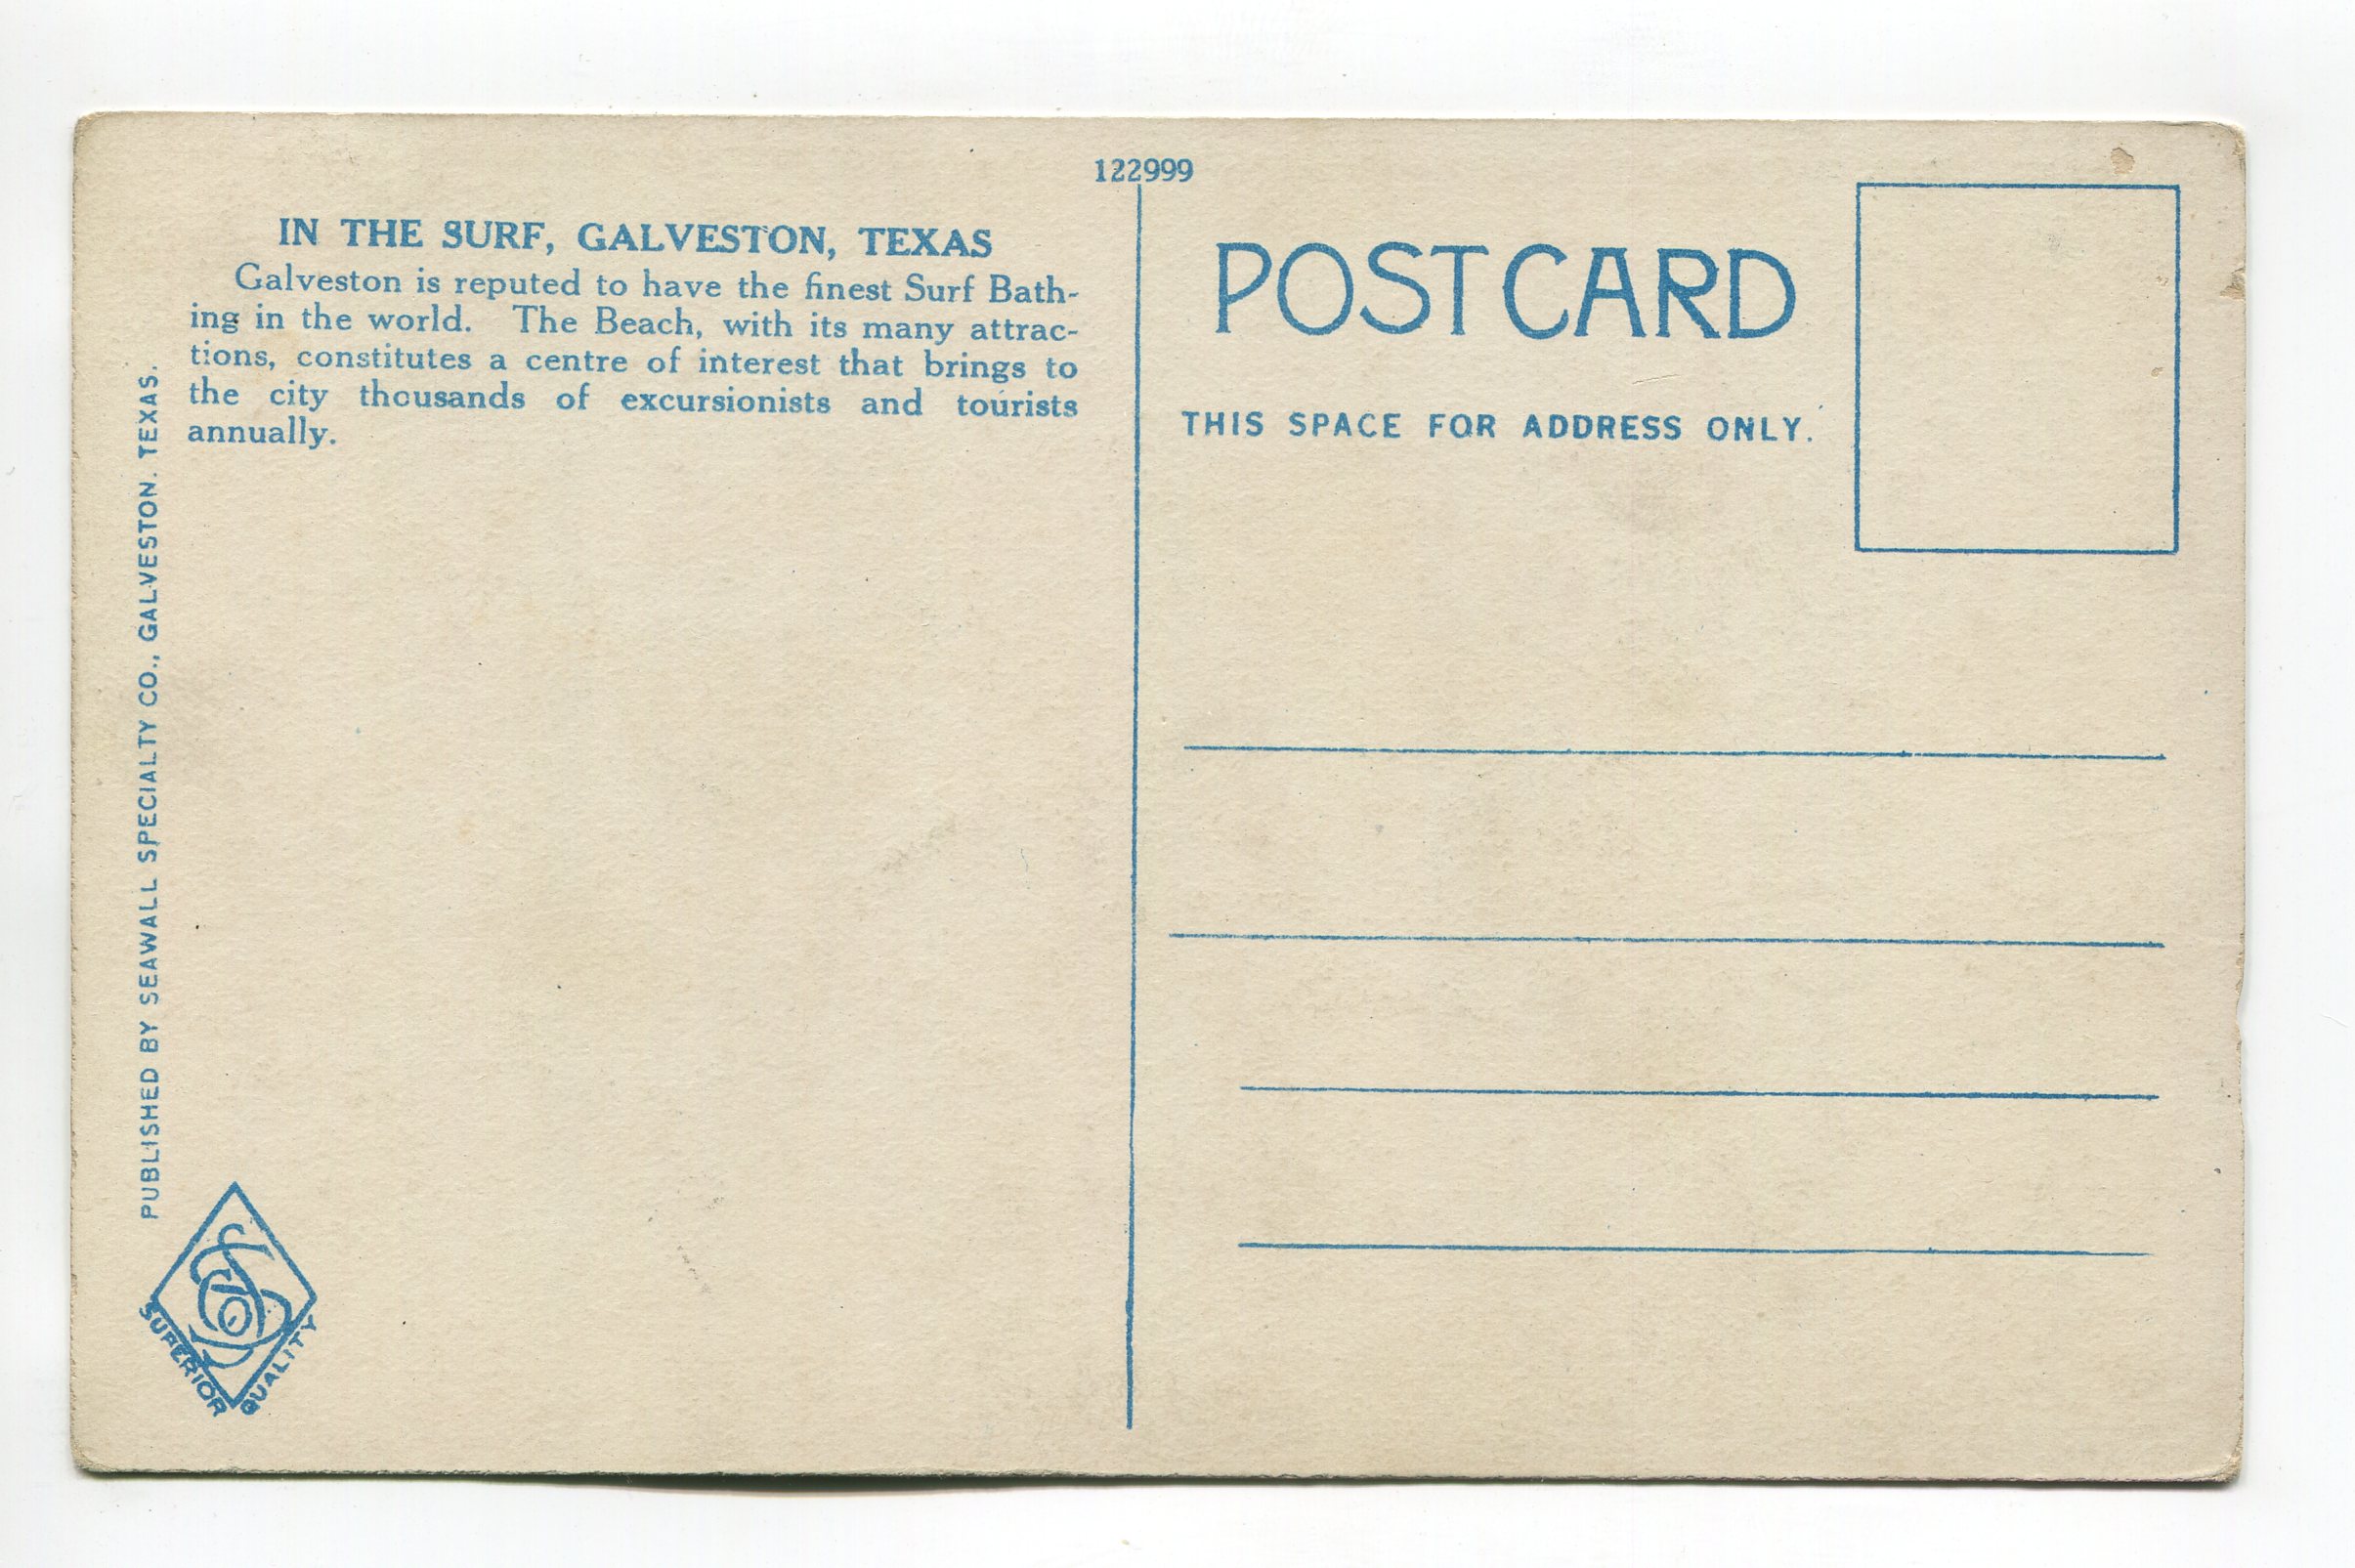 122999
IN THE SURF, GALVESTON, TEXAS
Galveston is reputed to have the finest Surf Bath-
ing in the world. The Beach, with its many attrac-
tions, constitutes a centre of interest that brings to
the city thousands of excursionists and tourists
annually.
PUBLISHED BY SEAWALL SPECIALTY CO., GALVESTON. TEXAS.
SUPERIOR QUALITY
POSTCARD
THIS SPACE FOR ADDRESS ONLY.